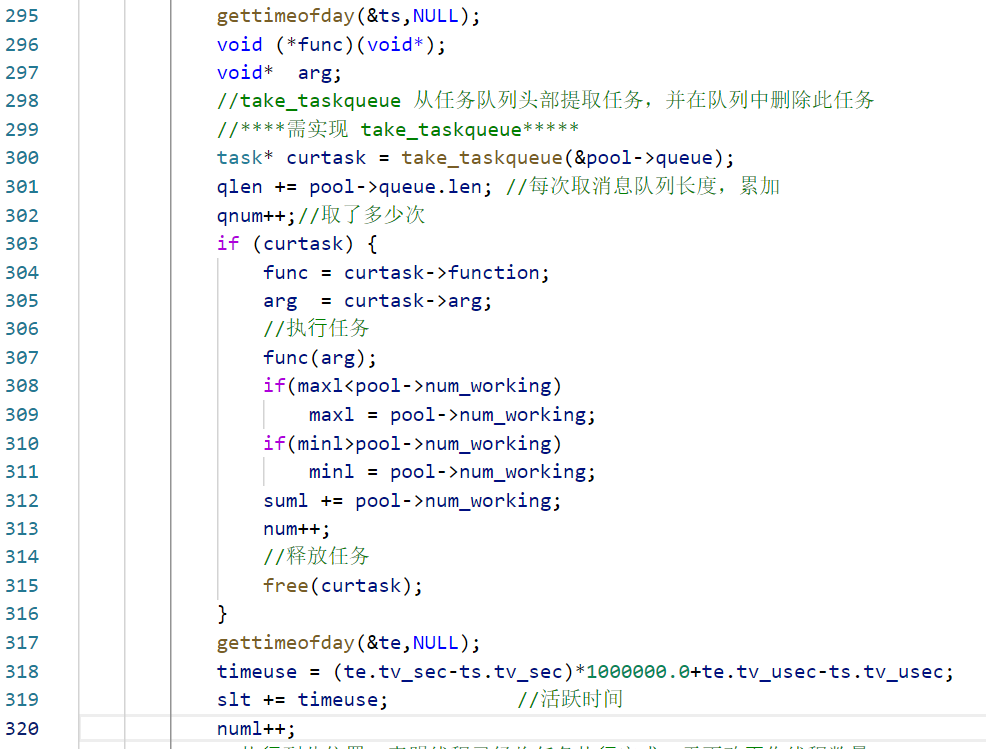 295 gettimeofday(&ts,NULL);
296 void (*func)(void*);
297 void*  arg;
298 //take_taskqueue 从任务队列头部提取任务，并在队列中删除此任务
299 //****需实现 take_taskqueue*****
300 task* curtask = take_taskqueue(&pool->queue);
301 qlen += pool->queue.len; //每次取消息队列长度，累加
302 qnum++;//取了多少次
303 if (curtask) {
304     func = curtask->function;
305     arg  = curtask->arg;
306     //执行任务
307     func(arg);
308     if(maxl<pool->num_working)
309         maxl = pool->num_working;
310     if(minl>pool->num_working)
311         minl = pool->num_working;
312     suml += pool->num_working;
313     num++;
314     //释放任务
315     free(curtask);
316 }
317 gettimeofday(&te,NULL);
318 timeuse = (te.tv_sec-ts.tv_sec)*1000000.0+te.tv_usec-ts.tv_usec;
319 slt += timeuse;           //活跃时间
320 numl++;